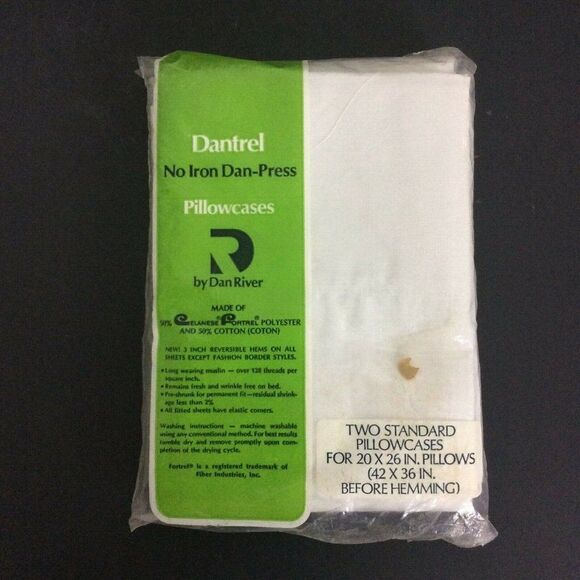 Dantrel
No Iron Dan-Press
Pillowcases
R
by Dan River
MADE OF
50% Celanese® Fortrel® POLYESTER
AND 50% COTTON (COTON)
NEW! 3 INCH REVERSIBLE HEMS ON ALL
SHEETS EXCEPT FASHION BORDER STYLES.
• Long wearing muslin — over 128 threads per
square inch.
• Remains fresh and wrinkle free on bed.
• Pre-shrunk for permanent fit—residual shrink-
age less than 2%
• All fitted sheets have elastic corners.
Washing instructions — machine washable
using any conventional method. For best results
tumble dry and remove promptly upon com-
pletion of the drying cycle.
Fortrel® is a registered trademark of
Fiber Industries, Inc.
TWO STANDARD
PILLOWCASES
FOR 20 X 26 IN. PILLOWS
(42 X 36 IN.
BEFORE HEMMING)